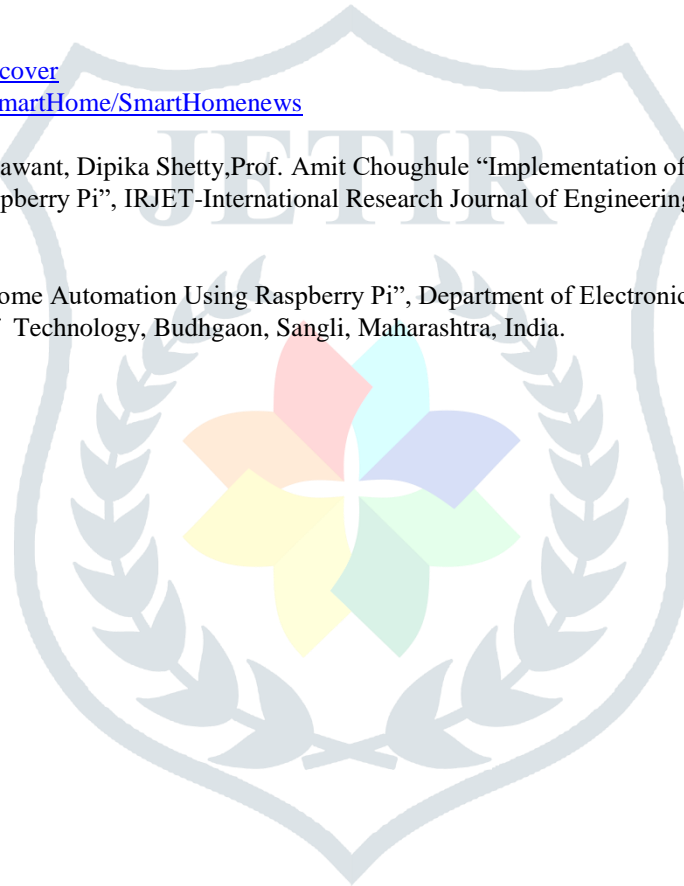 cover
martHome/SmartHomenews
JETIR
awant, Dipika Shetty,Prof. Amit Choughule “Implementation of
pberry Pi”, IRJET-International Research Journal of Engineering
ome Automation Using Raspberry Pi”, Department of Electronic
Technology, Budhgaon, Sangli, Maharashtra, India.